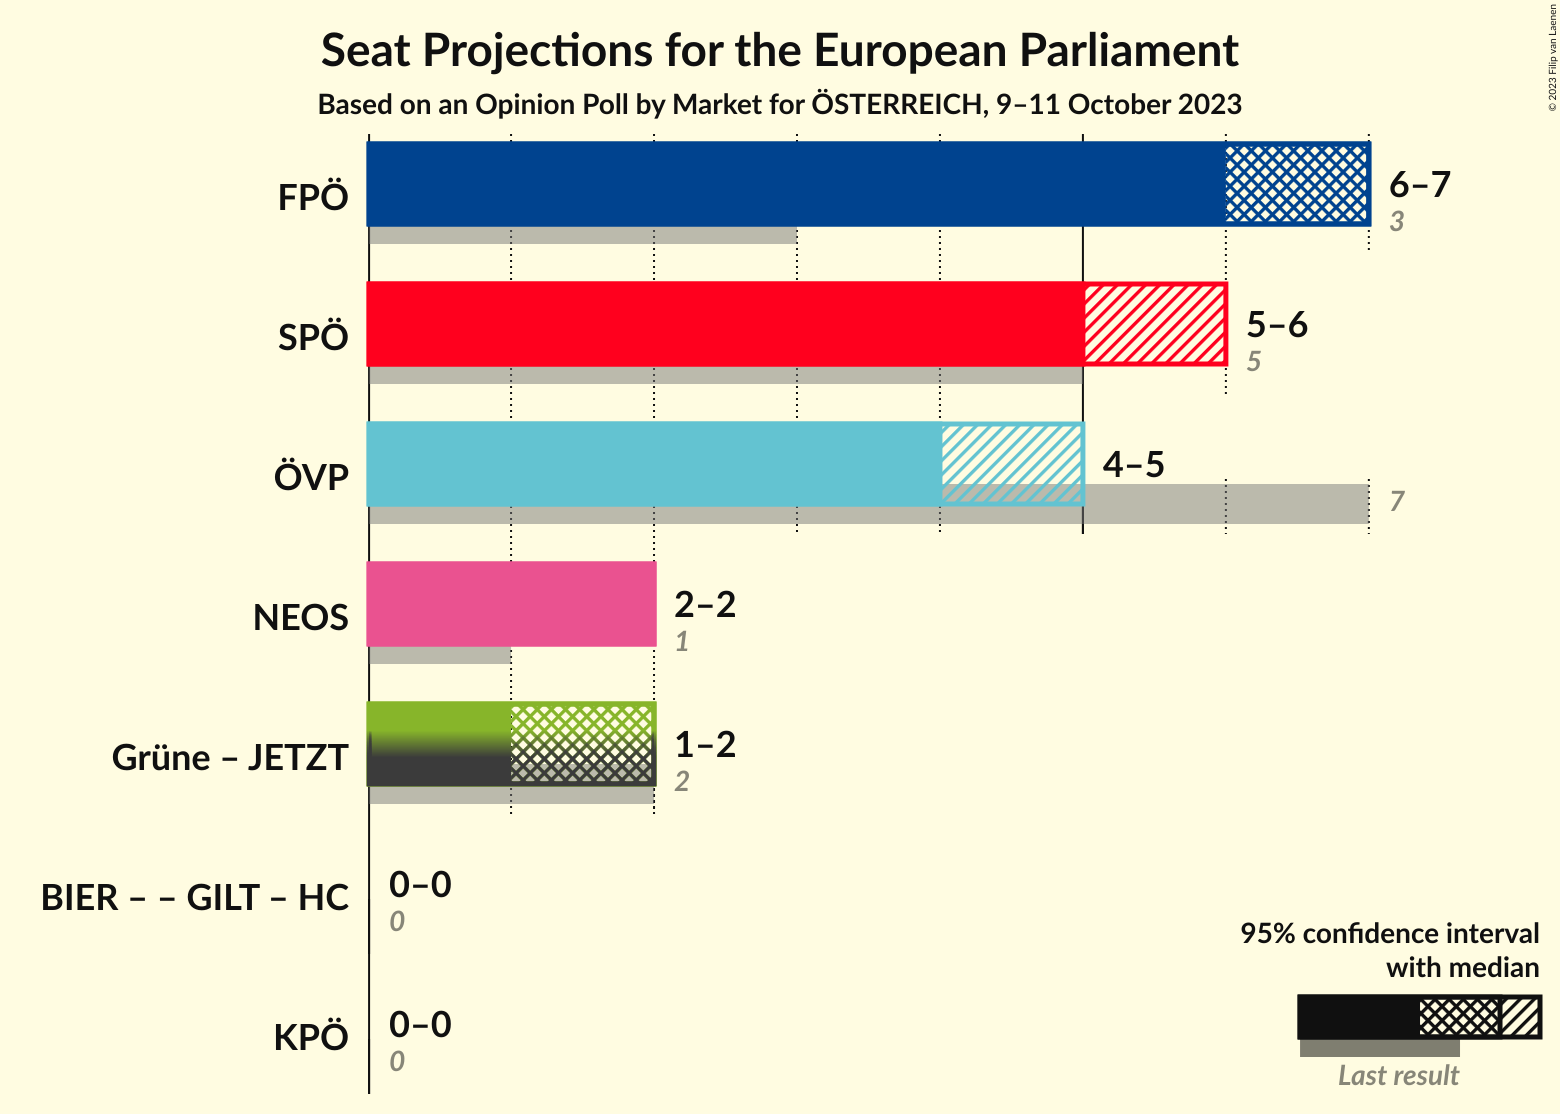 Seat Projections for the European Parliament
Based on an Opinion Poll by Market for ÖSTERREICH, 9–11 October 2023
© 2023 Filip van Laenen
FPÖ
6–7
3
SPÖ
5–6
5
ÖVP
4–5
7
NEOS
2–2
1
Grüne – JETZT
1–2
2
BIER – – GILT – HC
0–0
0
KPÖ
0–0
0
95% confidence interval
with median
Last result